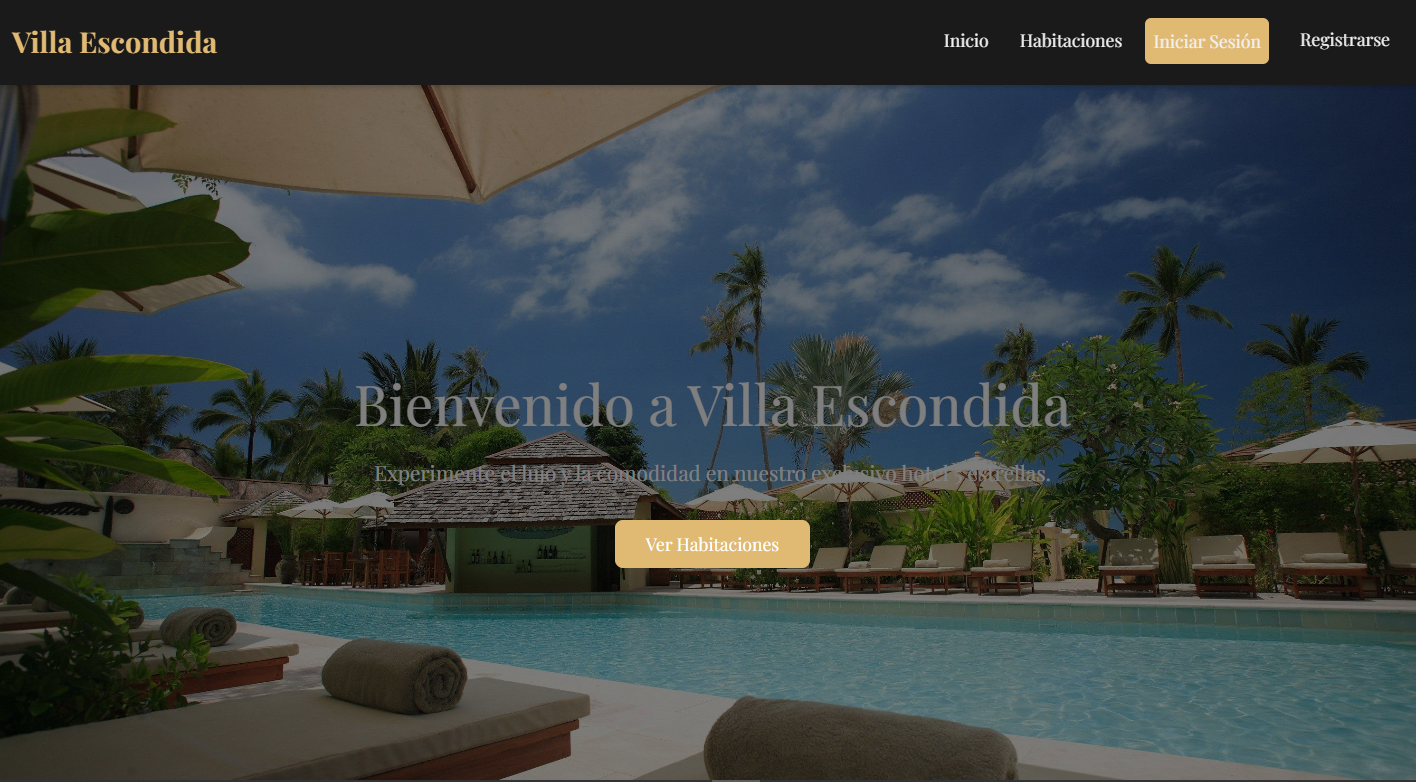 Villa Escondida
Inicio Habitaciones Iniciar Sesión Registrarse
Bienvenido a Villa Escondida
Experimente el lujo y la comodidad en nuestro exclusivo hotel estrellas.
Ver Habitaciones